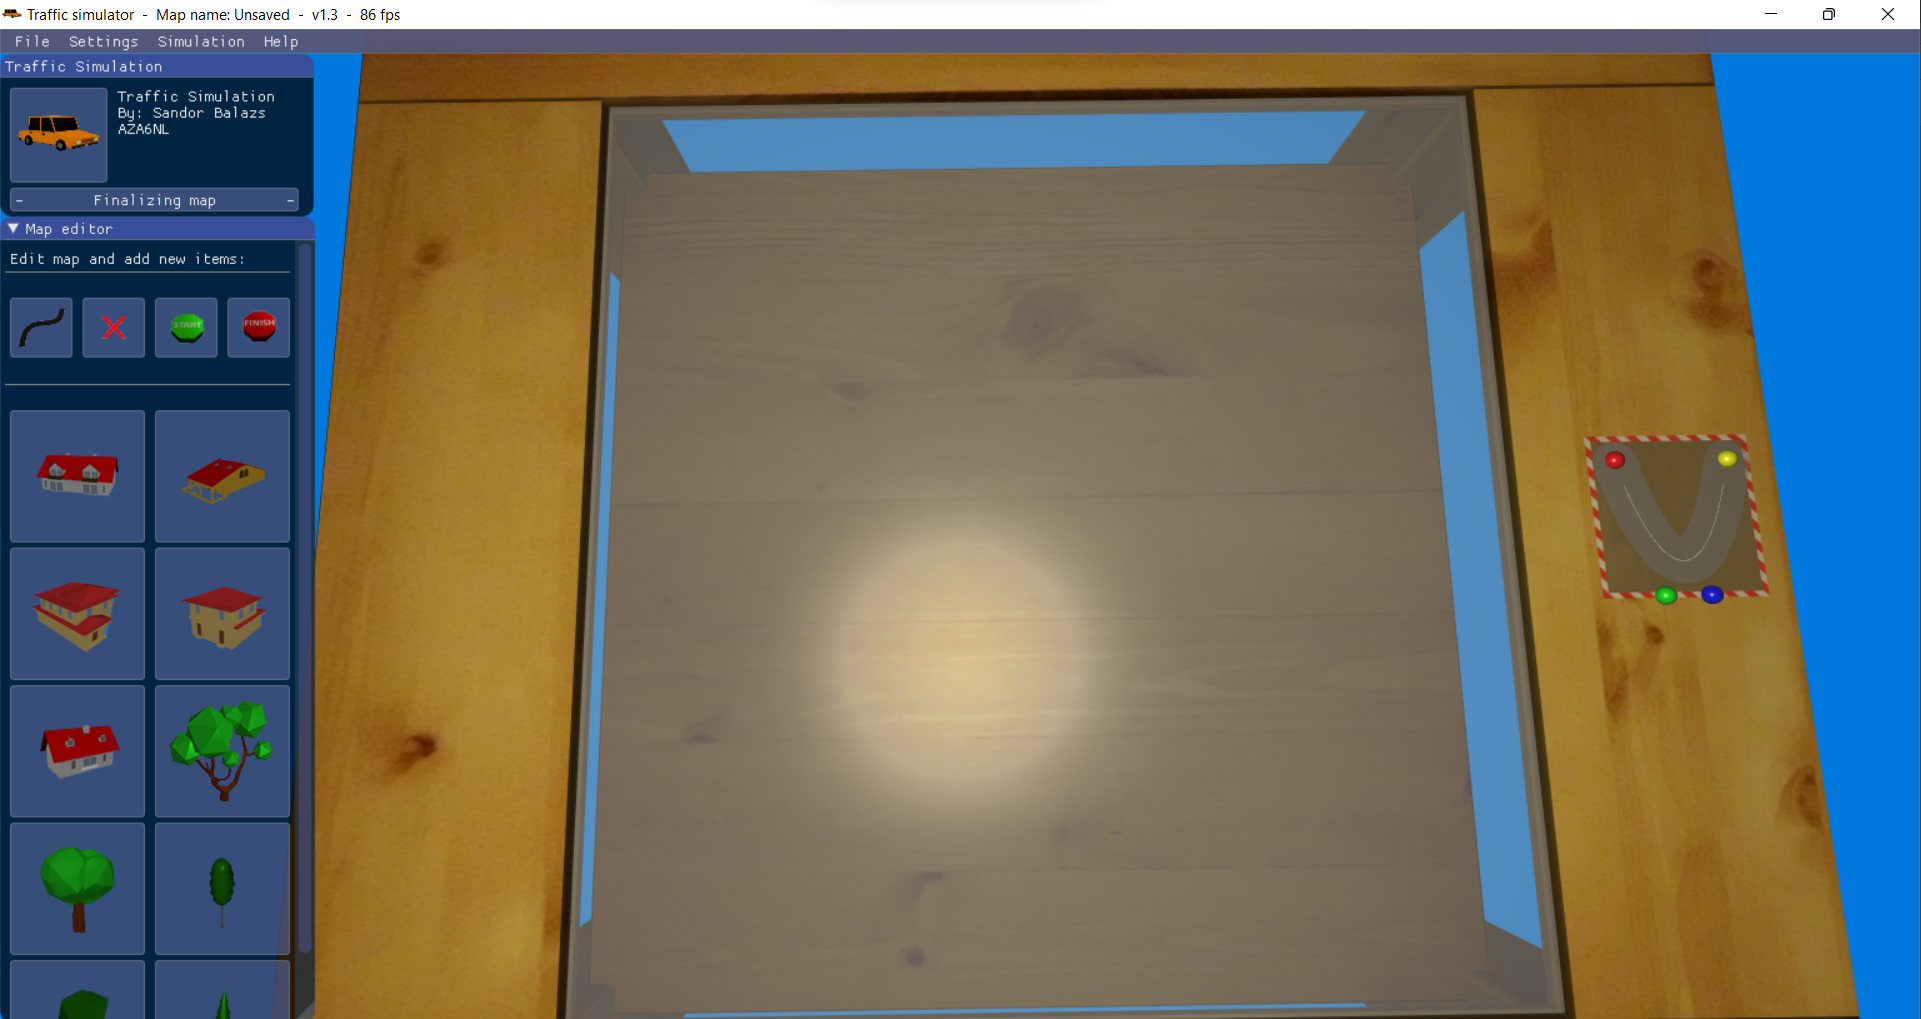 Traffic simulator - Map name: Unsaved - v1.3 - 86 fps
File Settings Simulation Help
Traffic Simulation
Traffic Simulation
By: Sandor Balazs
AZA6NL
- Finalizing map -
Map editor
Edit map and add new items:
START
FINISH